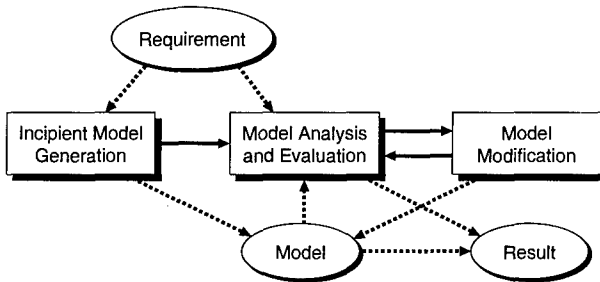 Requirement
Incipient Model
Generation
Model Analysis
and Evaluation
Model
Modification
Model
Result